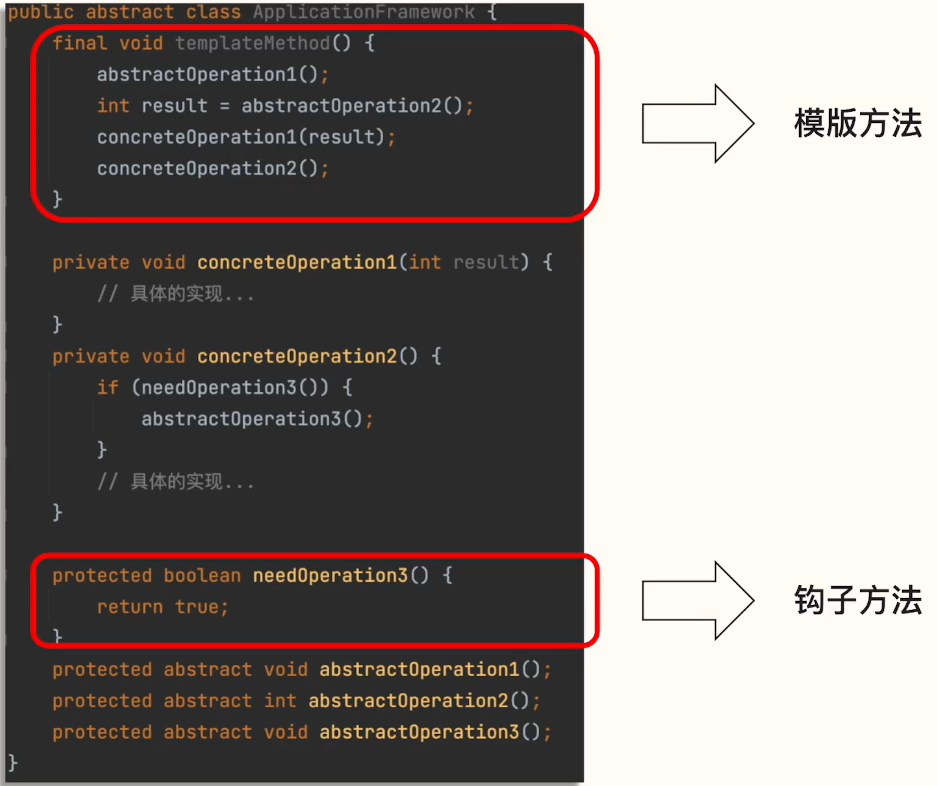 public abstract class ApplicationFramework {
    final void templateMethod() {
        abstractOperation1();
        int result = abstractOperation2();
        concreteOperation1(result);
        concreteOperation2();
    }
模版方法

    private void concreteOperation1(int result) {
        // 具体的实现...
    }
    private void concreteOperation2() {
        if (needOperation3()) {
            abstractOperation3();
        }
        // 具体的实现...
    }

    protected boolean needOperation3() {
        return true;
    }
钩子方法
    protected abstract void abstractOperation1();
    protected abstract int abstractOperation2();
    protected abstract void abstractOperation3();
}